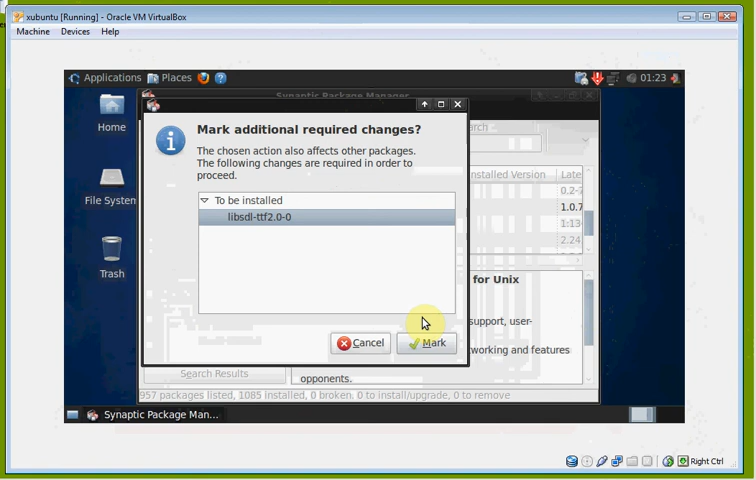 xubuntu [Running] - Oracle VM VirtualBox
Machine Devices Help
Applications Places 01:23
Synaptic Package Manager
Home
File System
Trash
Mark additional required changes?
The chosen action also affects other packages.
The following changes are required in order to
proceed.
To be installed
libsdl-ttf2.0-0
Cancel Mark
arch
nstalled Version Late
0.2-7
1.0.7
1:13
2.24
for Unix
support, user-
working and features
opponents.
Search Results
957 packages listed, 1085 installed, 0 broken. 0 to install/upgrade, 0 to remove
Synaptic Package Man...
Right Ctrl